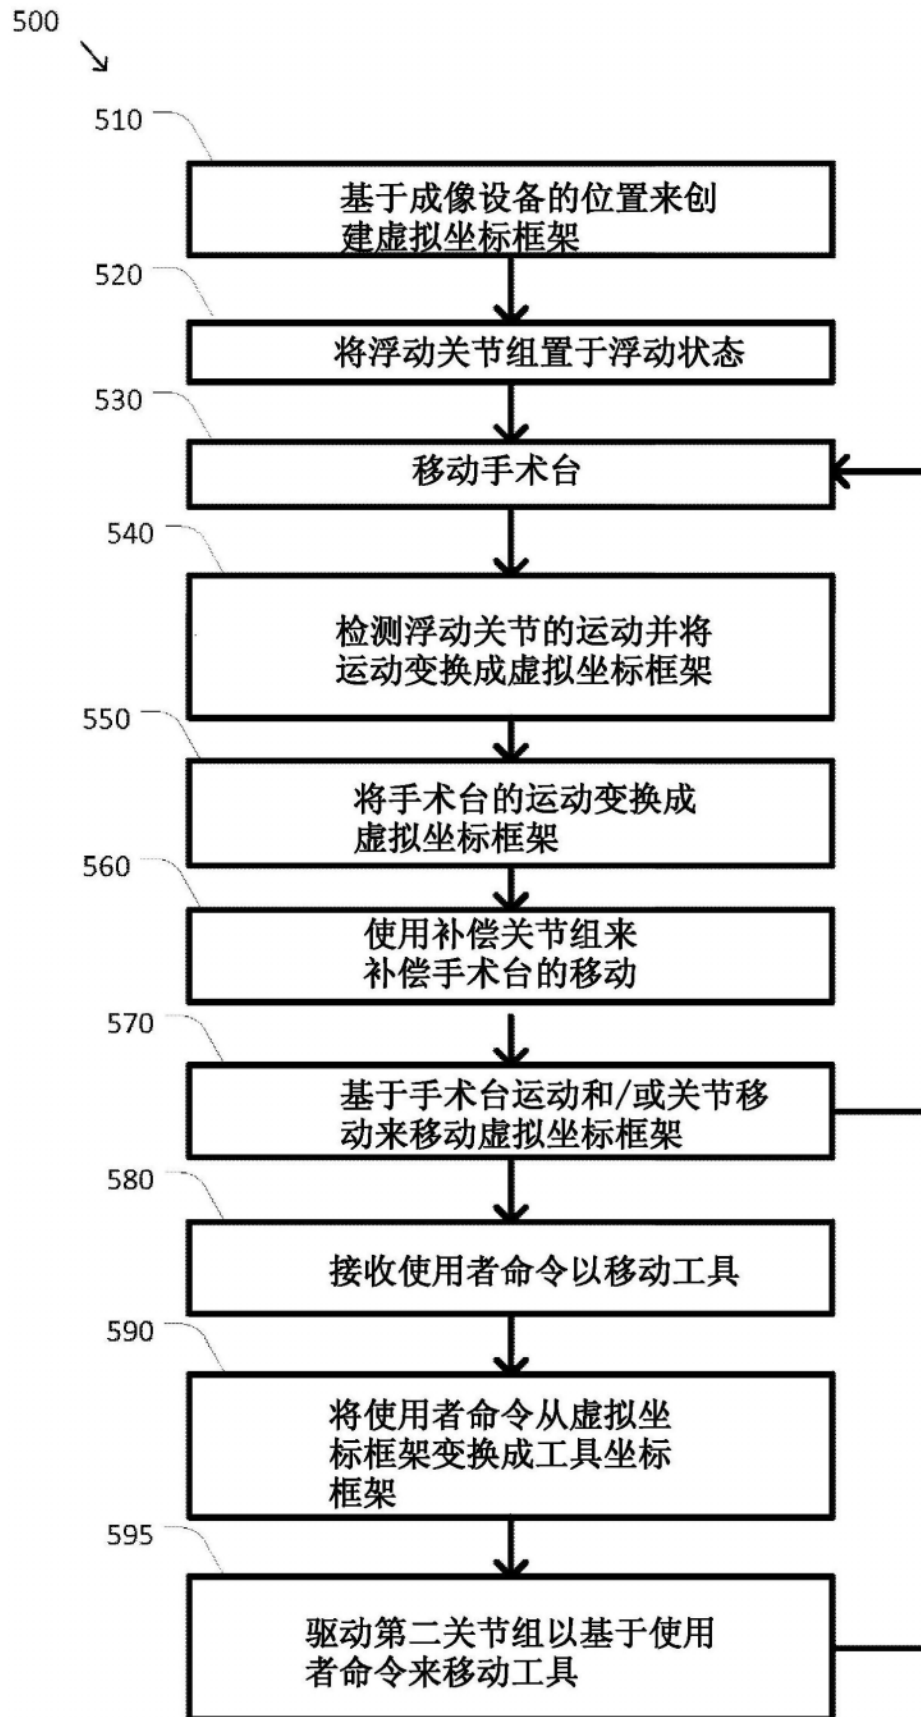 500
510
基于成像设备的位置来创
建虚拟坐标框架
520
将浮动关节组置于浮动状态
530
移动手术台
540
检测浮动关节的运动并将
运动变换成虚拟坐标框架
550
将手术台的运动变换成
虚拟坐标框架
560
使用补偿关节组来
补偿手术台的移动
570
基于手术台运动和/或关节移
动来移动虚拟坐标框架
580
接收使用者命令以移动工具
590
将使用者命令从虚拟坐
标框架变换成工具坐标
框架
595
驱动第二关节组以基于使用
者命令来移动工具